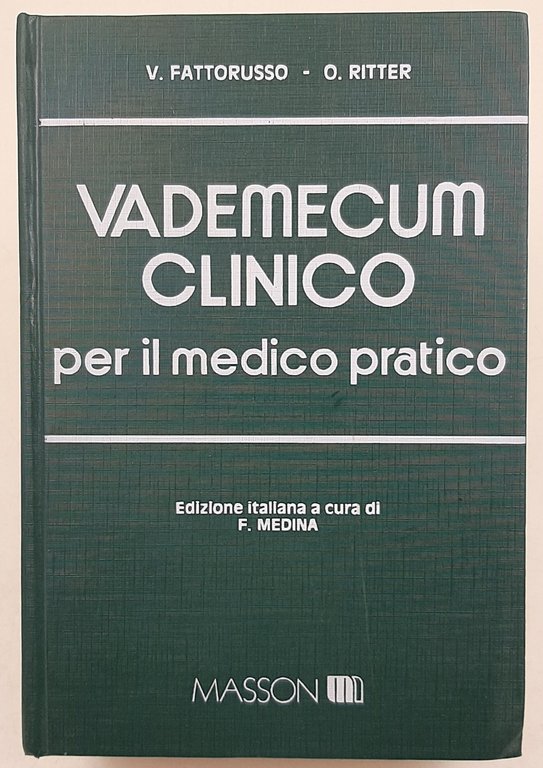 V. FATTORUSSO - O. RITTER
VADEMECUM
CLINICO
per il medico pratico
Edizione italiana a cura di
F. MEDINA
MASSON m